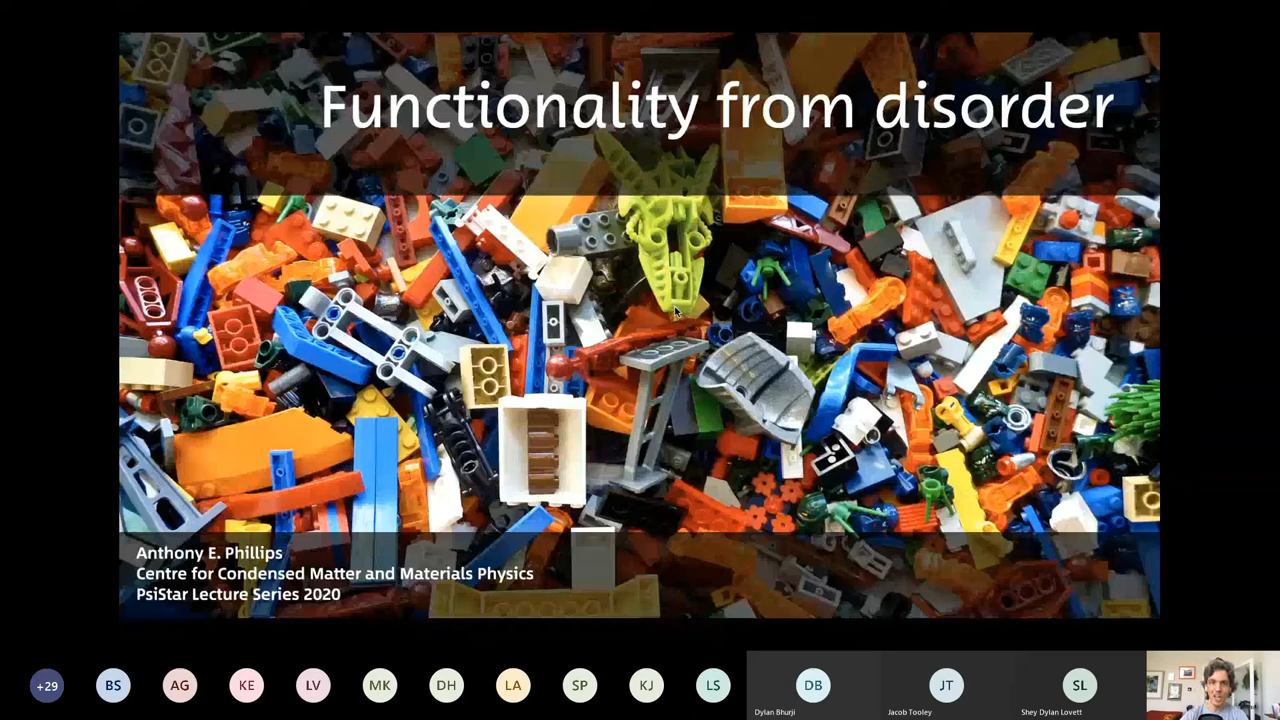 Functionality from disorder
Anthony E. Phillips
Centre for Condensed Matter and Materials Physics
PsiStar Lecture Series 2020
+29
BS
AG
KE
LV
MK
DH
LA
SP
KJ
LS
DB
JT
SL
Dylan Bhurji
Jacob Tooley
Shey Dylan Lovett